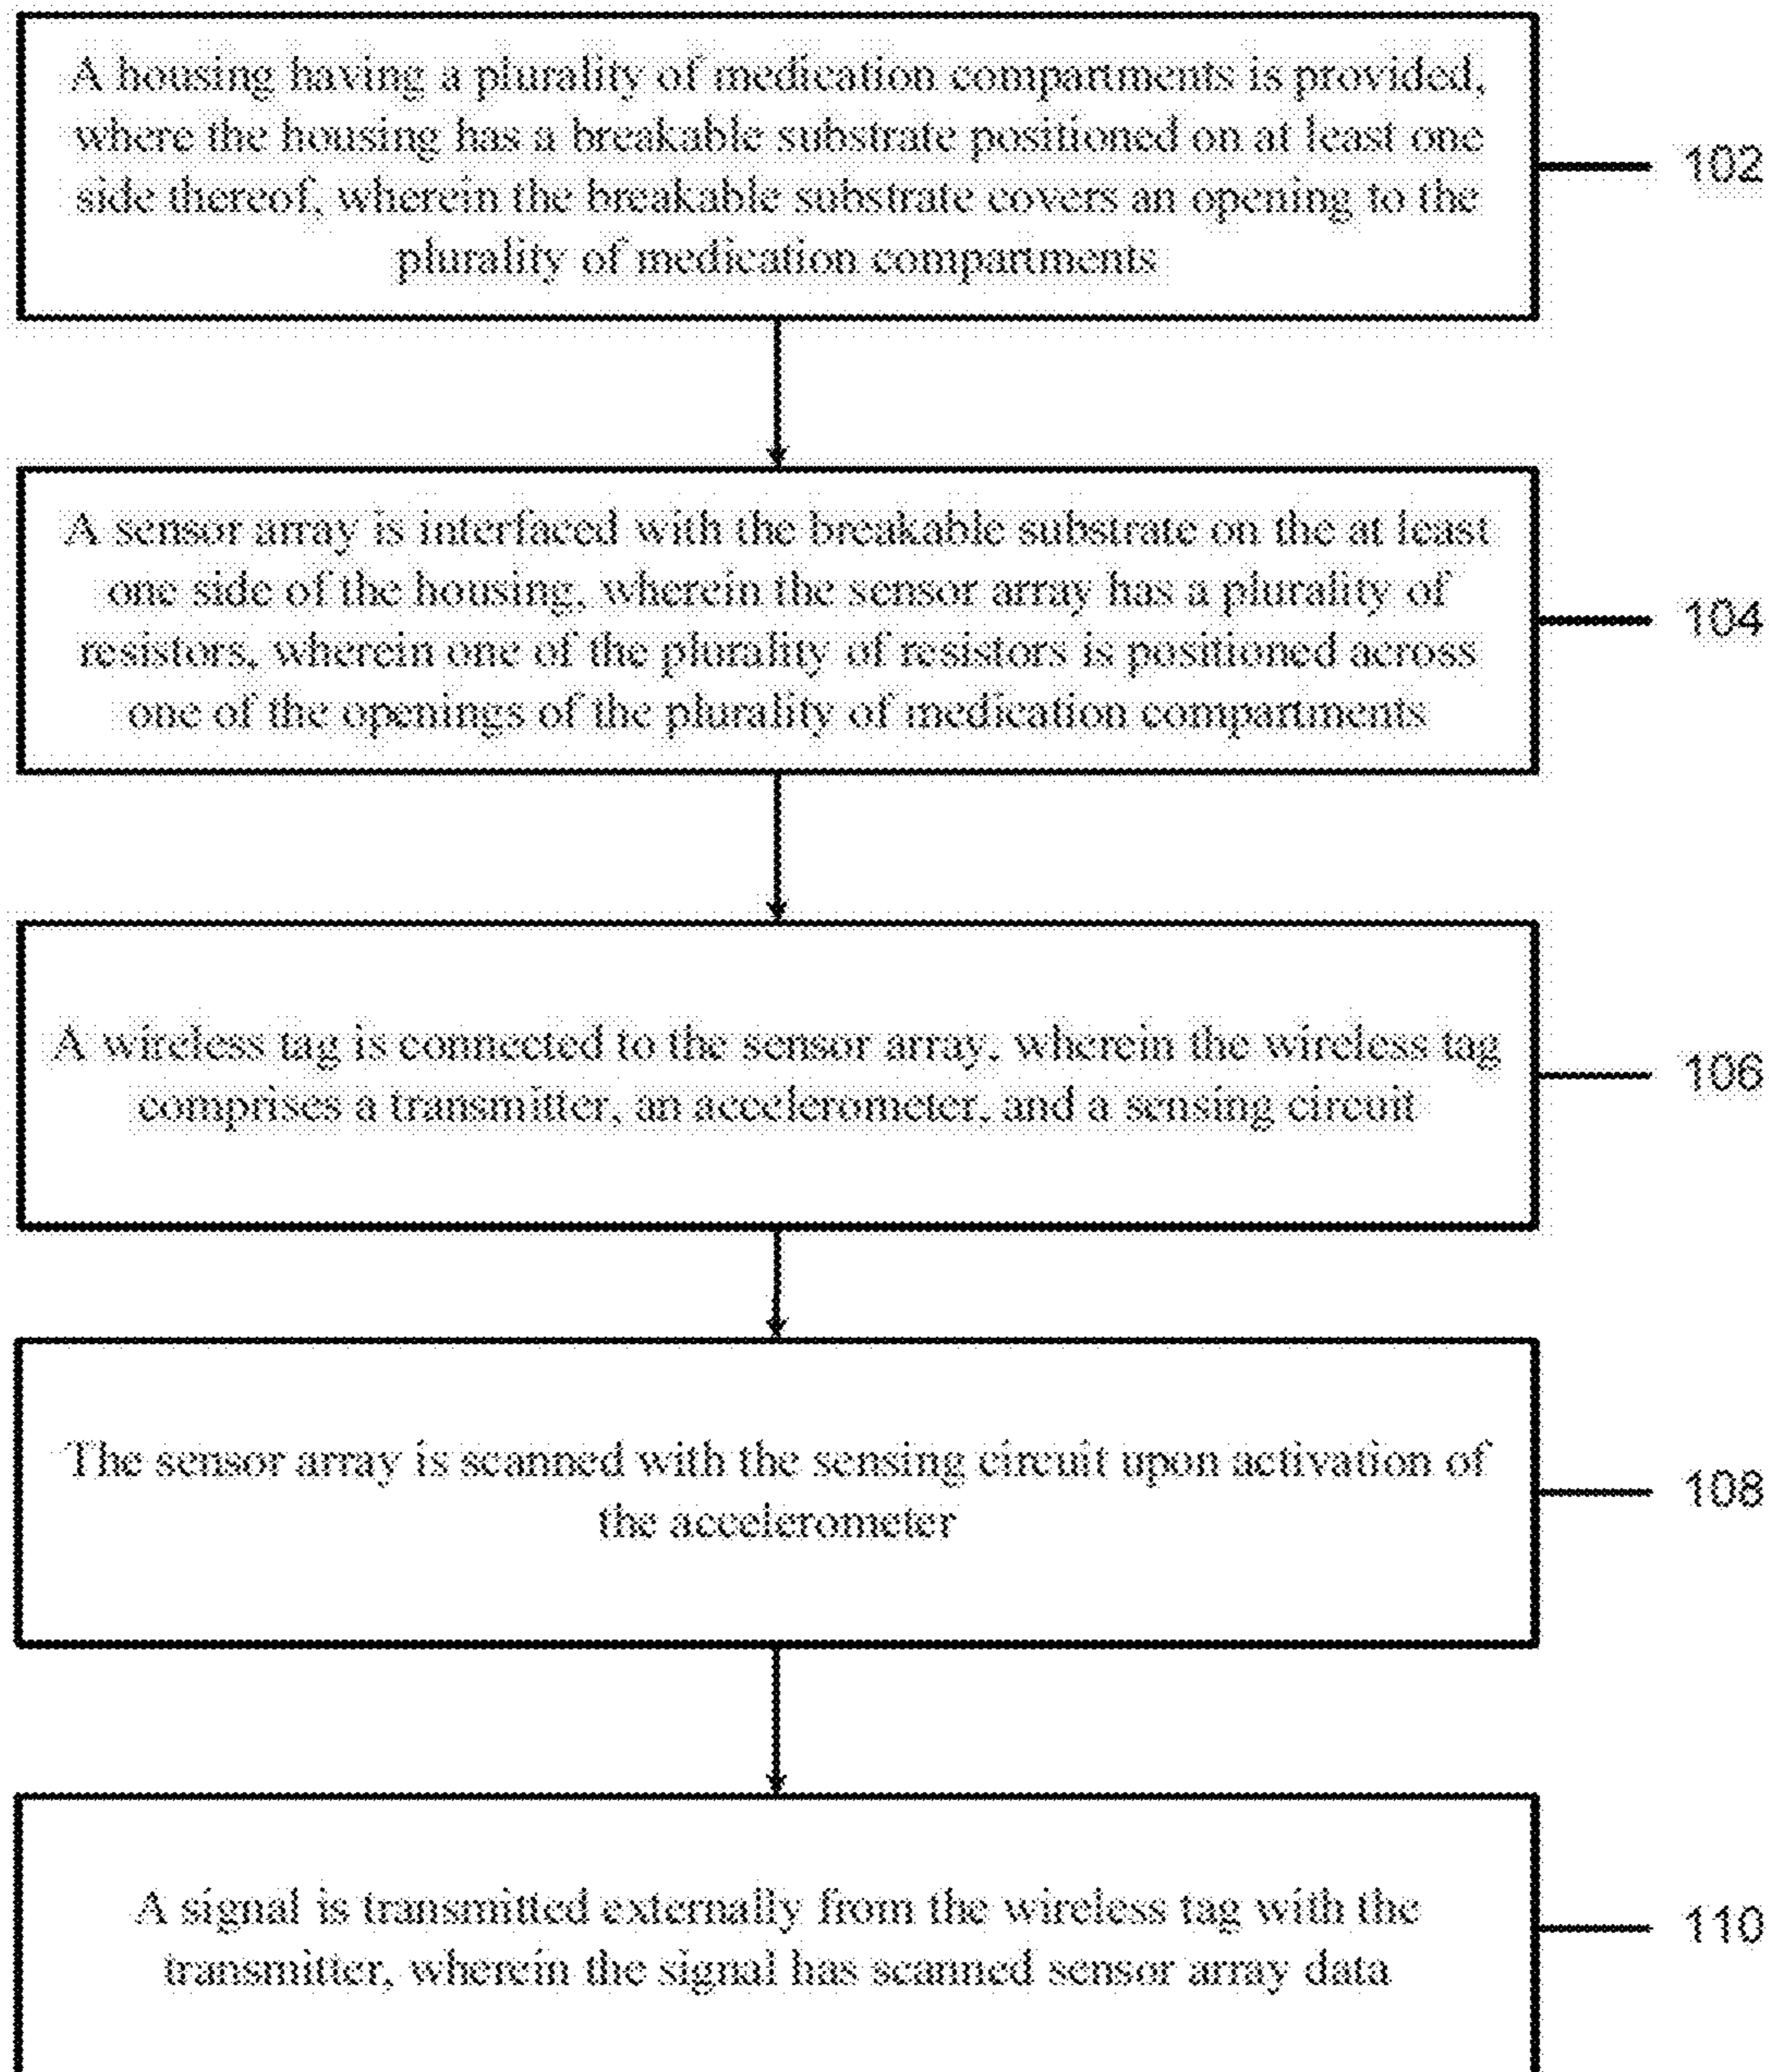 A housing having a plurality of medication compartments is provided,
where the housing has a breakable substrate positioned on at least one
side thereof, wherein the breakable substrate covers an opening to the
plurality of medication compartments
102
A sensor array is interfaced with the breakable substrate on the at least
one side of the housing, wherein the sensor array has a plurality of
resistors, wherein one of the plurality of resistors is positioned across
one of the openings of the plurality of medication compartments
104
A wireless tag is connected to the sensor array, wherein the wireless tag
comprises a transmitter, an accelerometer, and a sensing circuit
106
The sensor array is scanned with the sensing circuit upon activation of
the accelerometer
108
A signal is transmitted externally from the wireless tag with the
transmitter, wherein the signal has scanned sensor array data
110